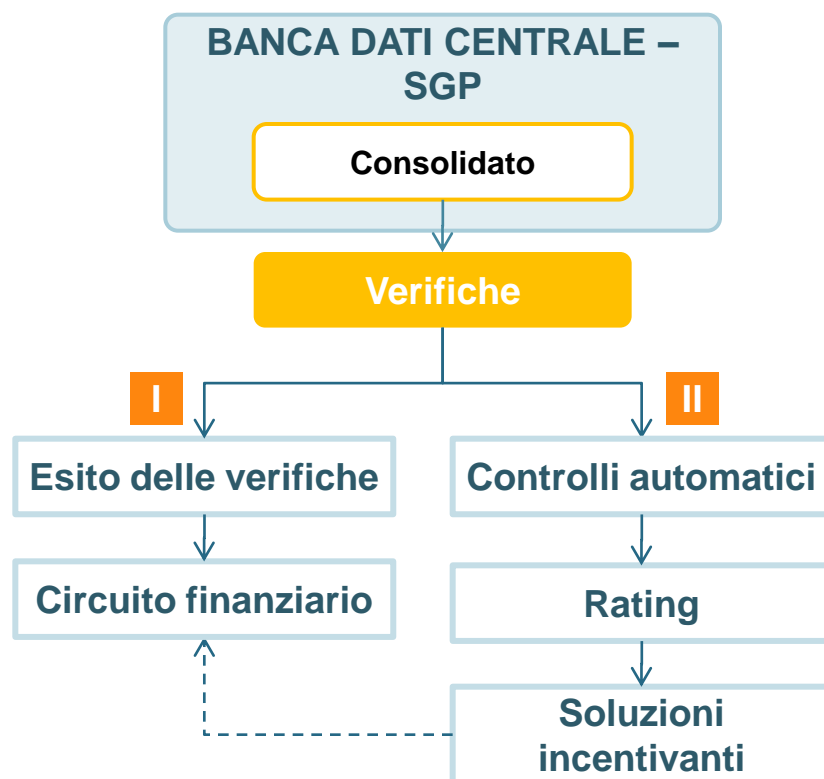 BANCA DATI CENTRALE –
SGP
Consolidato
Verifiche
I
II
Esito delle verifiche
Controlli automatici
Circuito finanziario
Rating
Soluzioni
incentivanti